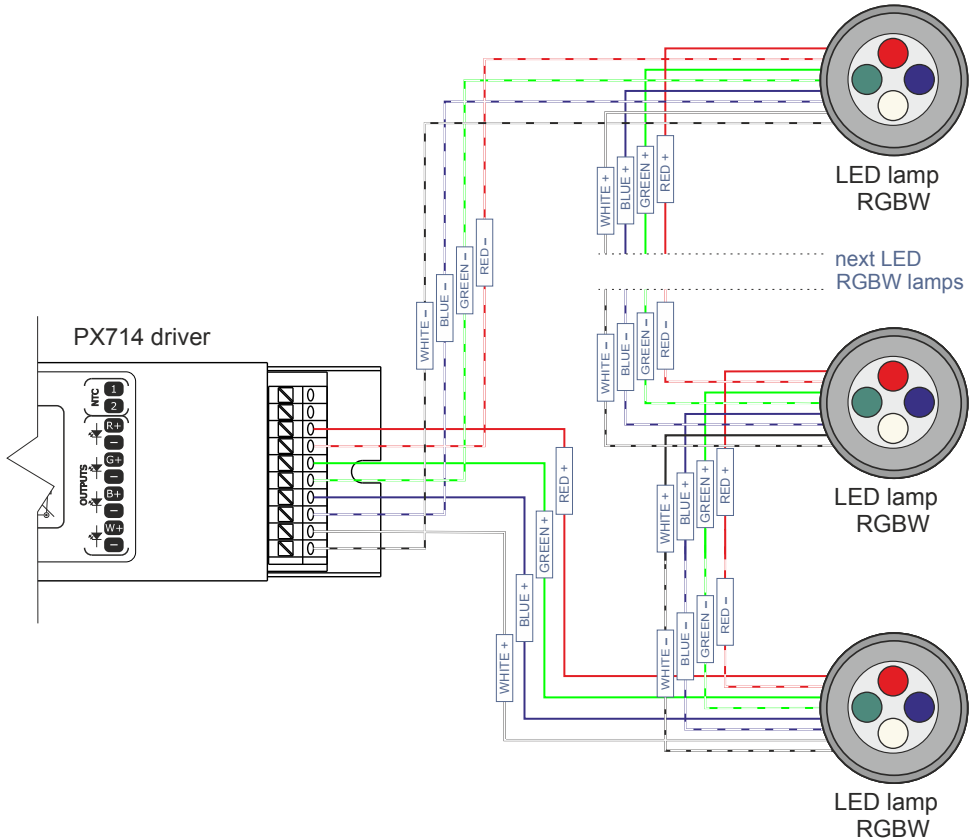 LED lamp
RGBW
WHITE +
BLUE +
GREEN +
RED +
next LED
RGBW lamps
WHITE –
BLUE –
GREEN –
RED –
WHITE –
BLUE –
GREEN –
RED –
PX714 driver
NTC
1
2
OUTPUTS
R+
–
G+
–
B+
–
W+
–
LED lamp
RGBW
RED +
GREEN +
BLUE +
WHITE +
WHITE +
BLUE +
GREEN +
RED +
WHITE –
BLUE –
GREEN –
RED –
LED lamp
RGBW